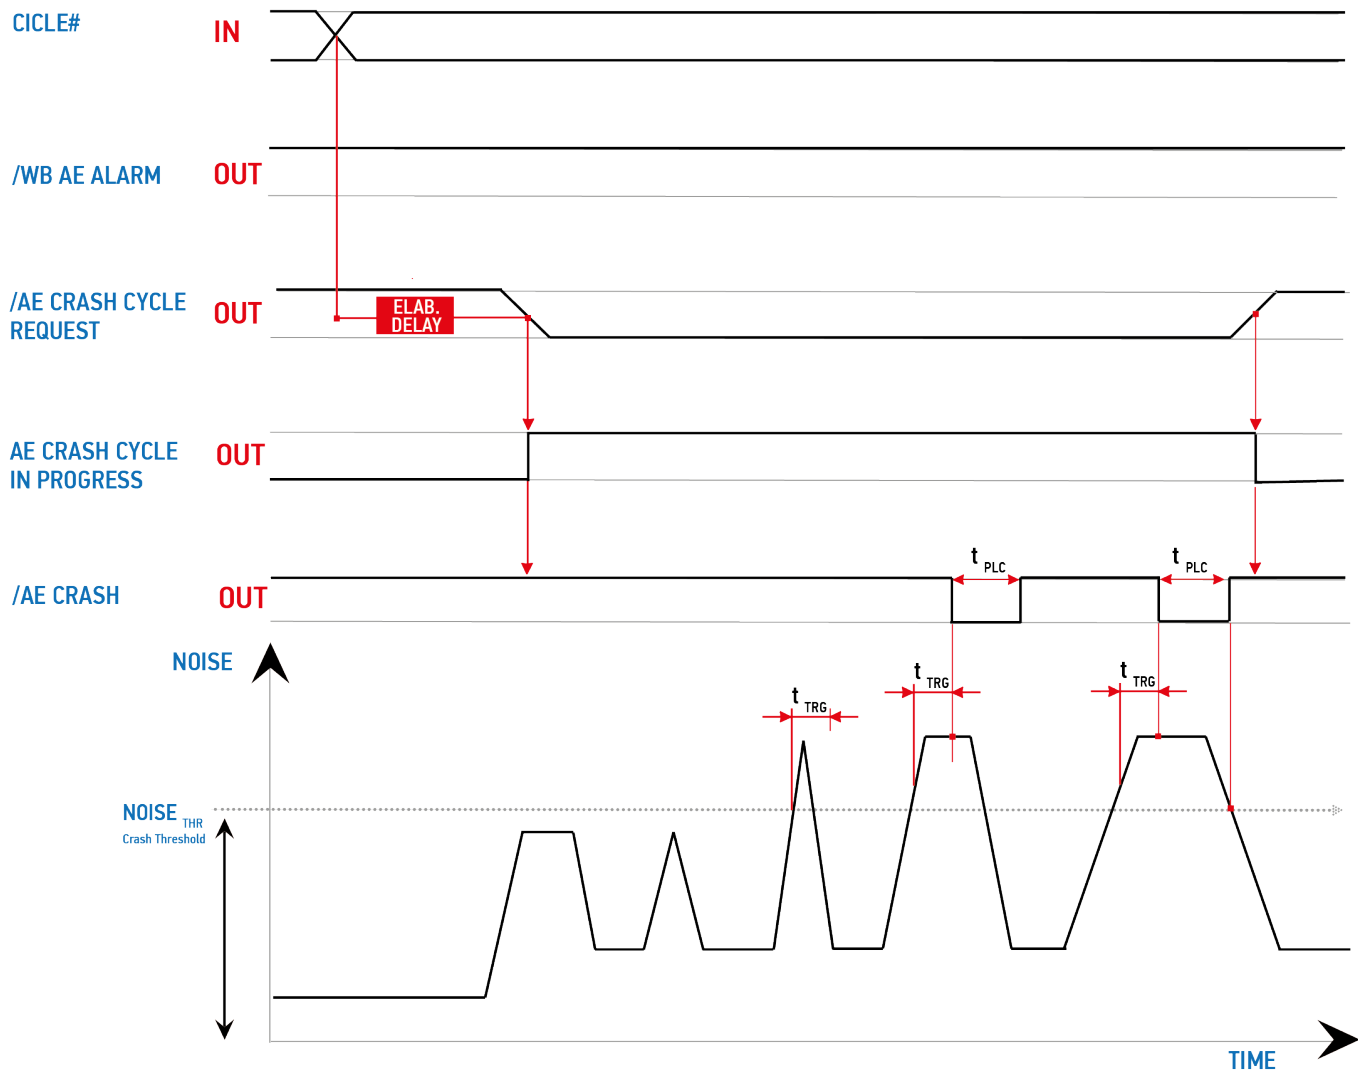 CICLE#
IN
/WB AE ALARM
OUT
/AE CRASH CYCLE
REQUEST
OUT
ELAB.
DELAY
AE CRASH CYCLE
IN PROGRESS
OUT
t PLC
t PLC
/AE CRASH
OUT
NOISE
t TRG
t TRG
t TRG
NOISE THR
Crash Threshold
TIME